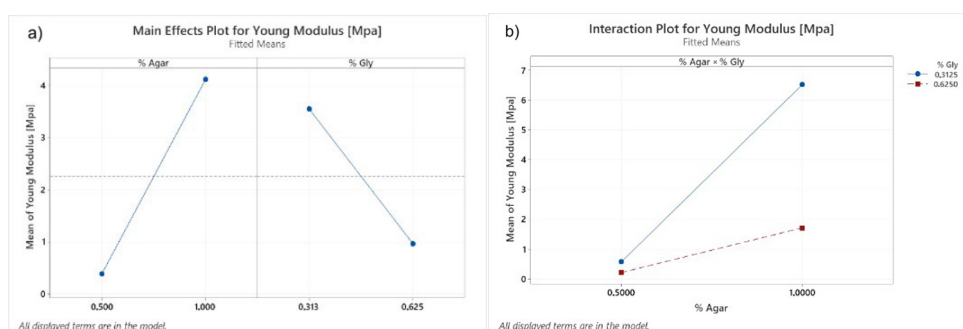 a)
Main Effects Plot for Young Modulus [Mpa]
Fitted Means
% Agar
% Gly
Mean of Young Modulus [Mpa]
4
3
2
1
0
0,500
1,000
0,313
0,625
All displayed terms are in the model.
b)
Interaction Plot for Young Modulus [Mpa]
Fitted Means
% Agar × % Gly
Mean of Young Modulus [Mpa]
7
6
5
4
3
2
1
0
0.5000
1,0000
% Agar
% Gly
0,3125
0.6250
All displayed terms are in the model.